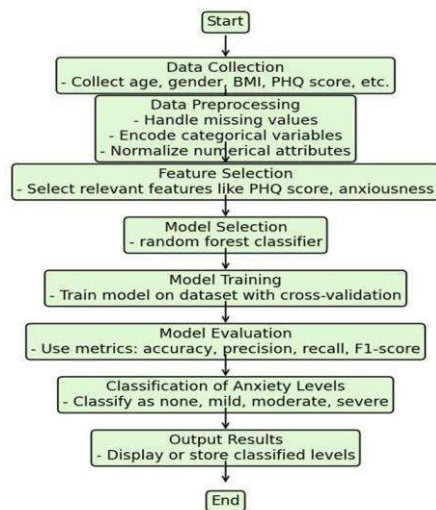 Start
Data Collection
- Collect age, gender, BMI, PHQ score, etc.
Data Preprocessing
- Handle missing values
- Encode categorical variables
- Normalize numerical attributes
Feature Selection
- Select relevant features like PHQ score, anxiousness
Model Selection
- random forest classifier
Model Training
- Train model on dataset with cross-validation
Model Evaluation
- Use metrics: accuracy, precision, recall, F1-score
Classification of Anxiety Levels
- Classify as none, mild, moderate, severe
Output Results
- Display or store classified levels
End